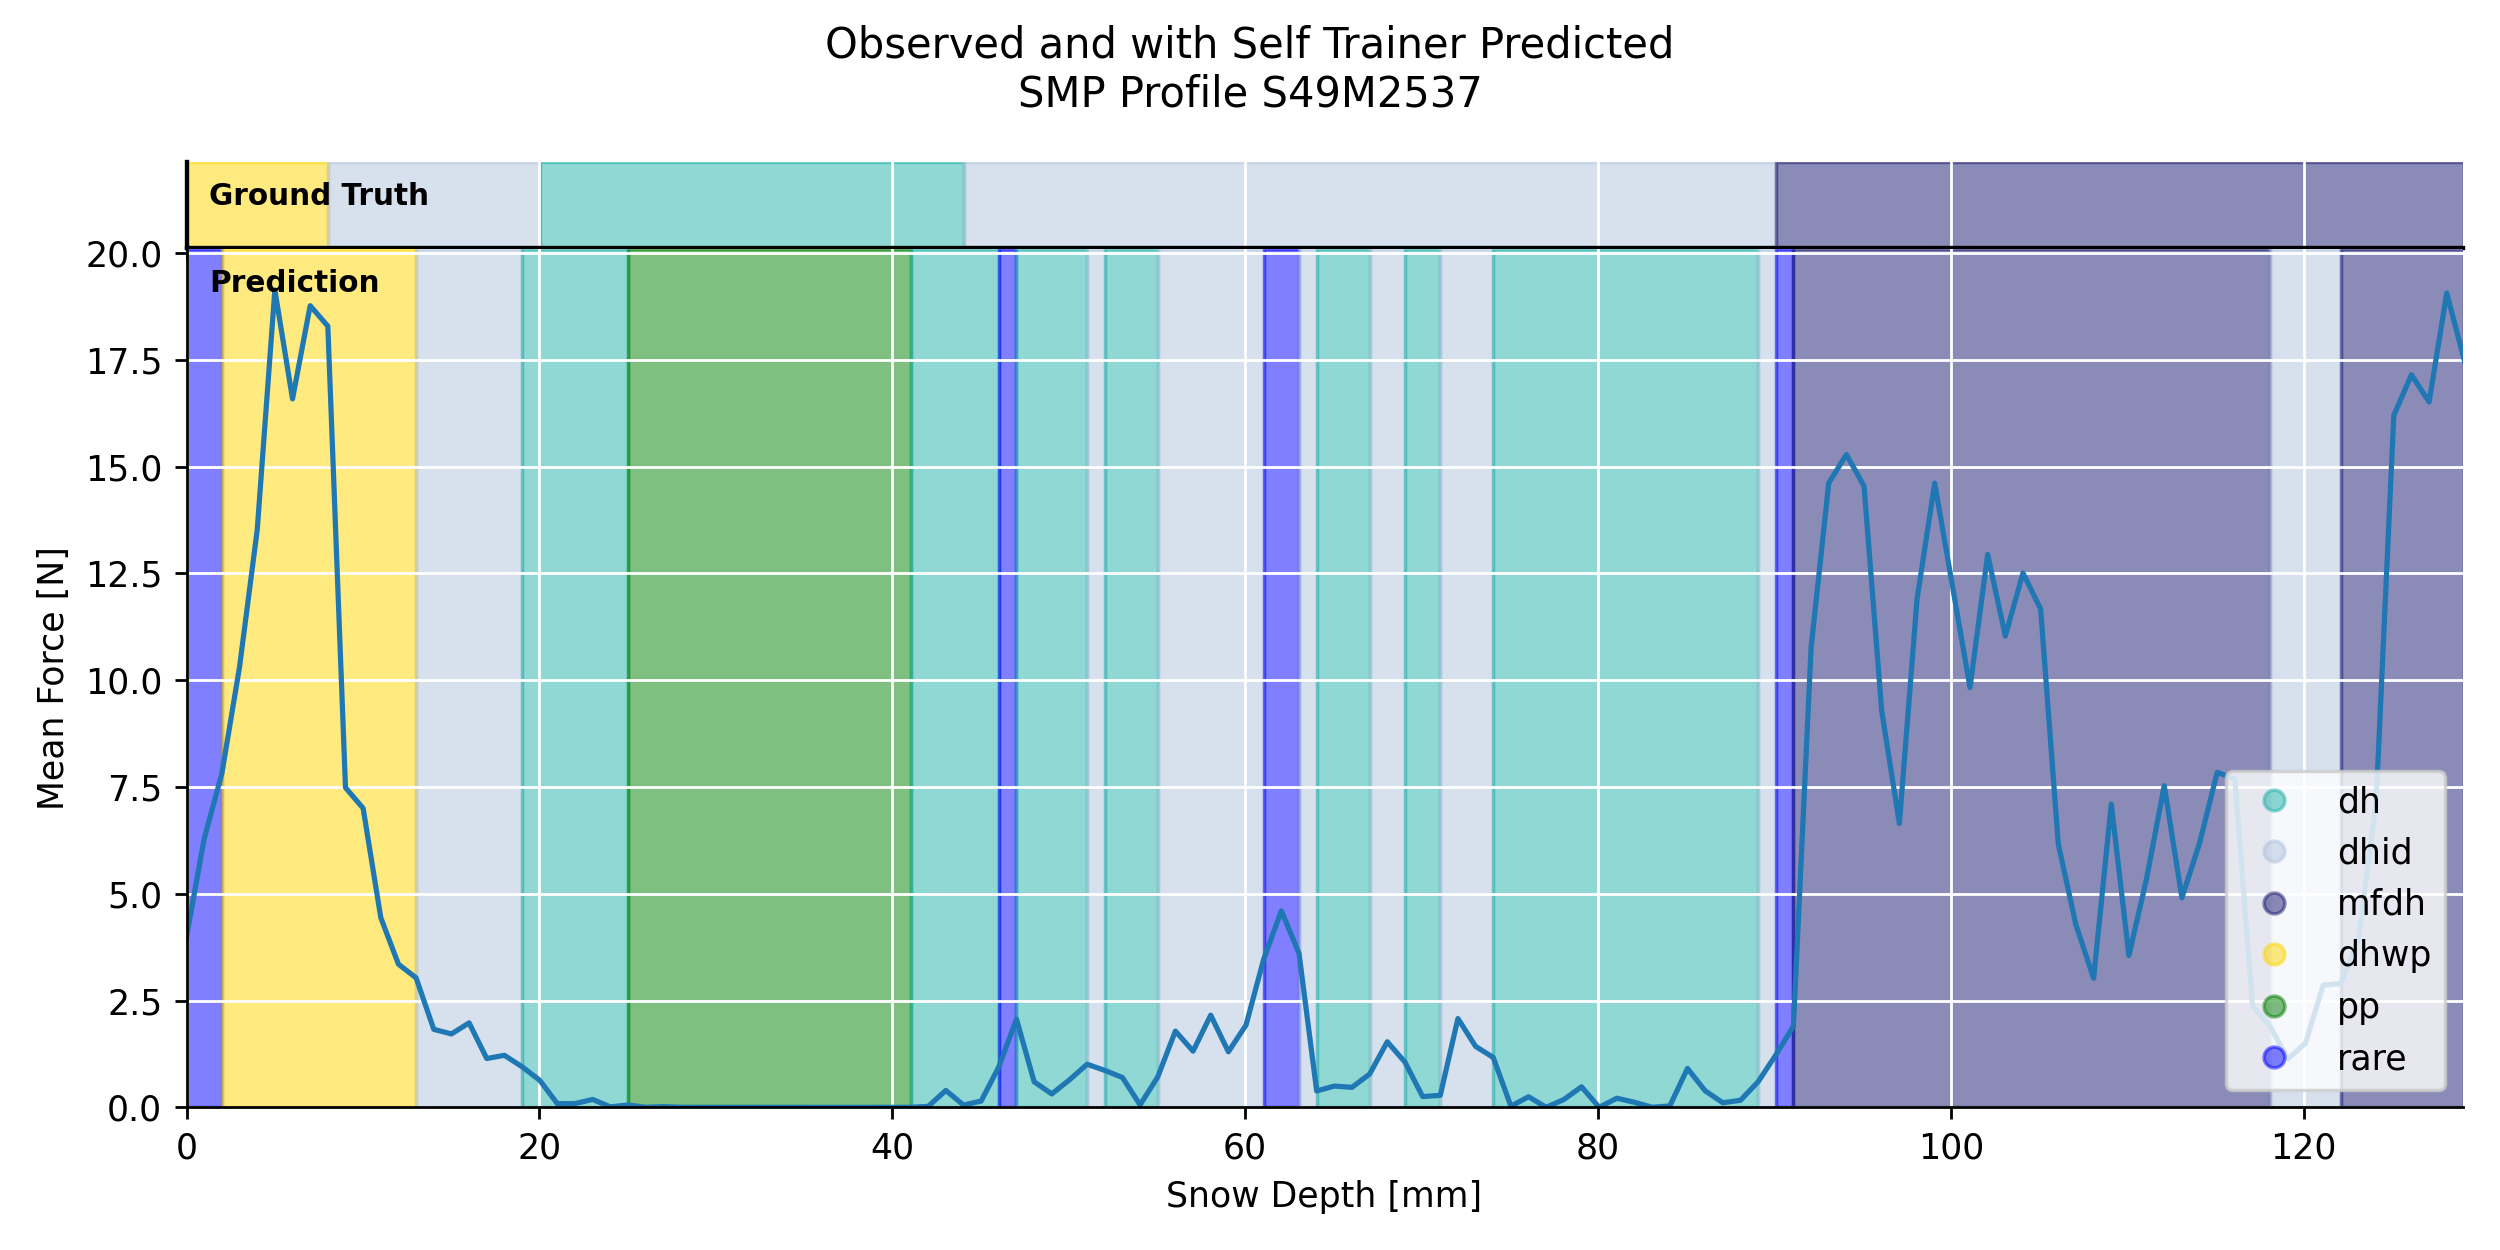 Observed and with Self Trainer Predicted
SMP Profile S49M2537
Ground Truth
Prediction
20.0
17.5
15.0
12.5
10.0
7.5
5.0
2.5
0.0
Mean Force [N]
dh
dhid
mfdh
dhwp
pp
rare
0 20 40 60 80 100 120
Snow Depth [mm]